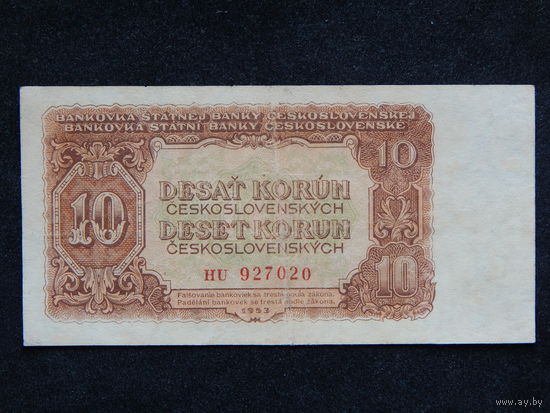 BANKOVKA ŠTÁTNEJ BANKY ČESKOSLOVENSKEJ
BANKOVKA STÁTNÍ BANKY ČESKOSLOVENSKÉ
10
10
DESAŤ KORÚN
ČESKOSLOVENSKÝCH
DESET KORUN
ČESKOSLOVENSKÝCH
10
HU 927020
Falšovanie bankoviek sa trestá podľa zákona.
Padělání bankovek se trestá podle zákona.
1953
www.ay.by